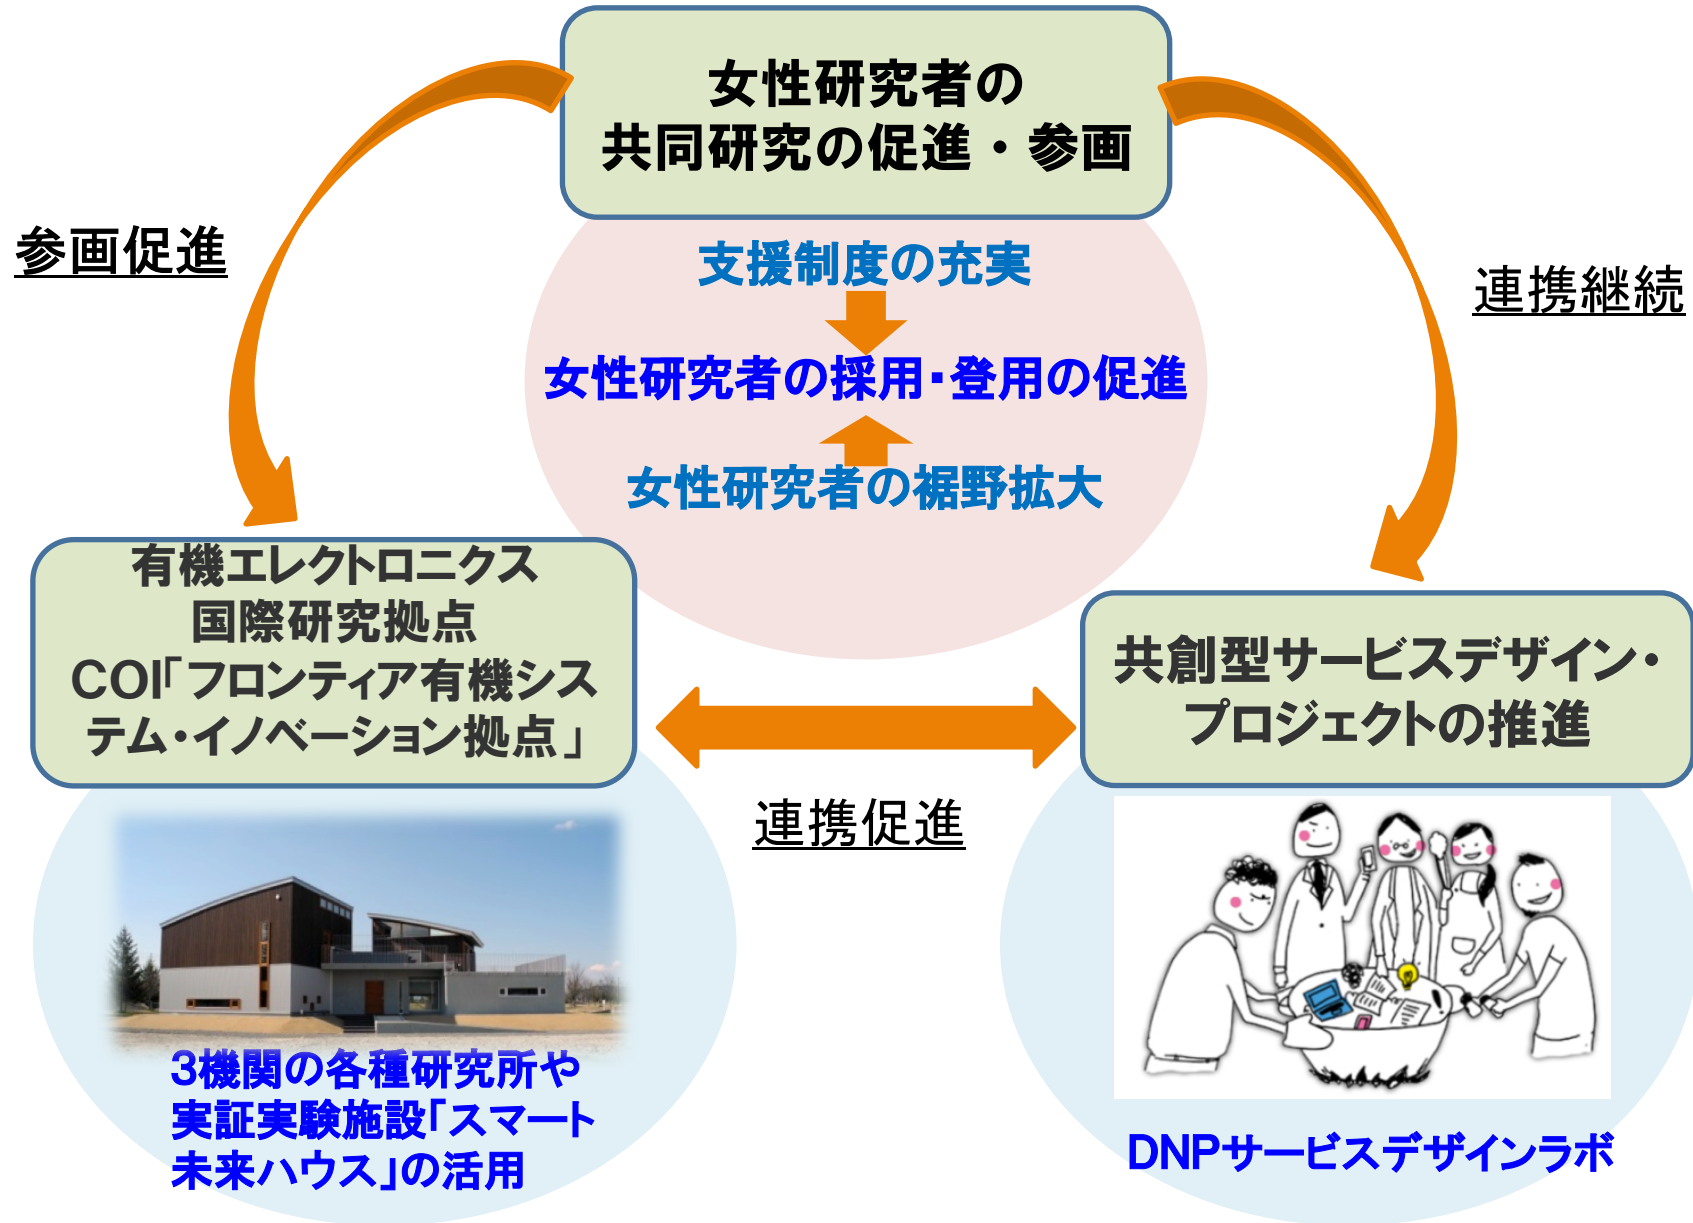 女性研究者の
共同研究の促進・参画
参画促進
支援制度の充実
連携継続
女性研究者の採用・登用の促進
女性研究者の裾野拡大
有機エレクトロニクス
国際研究拠点
COI「フロンティア有機シス
テム・イノベーション拠点」
共創型サービスデザイン・
プロジェクトの推進
連携促進
3機関の各種研究所や
実証実験施設「スマート
未来ハウス」の活用
DNPサービスデザインラボ